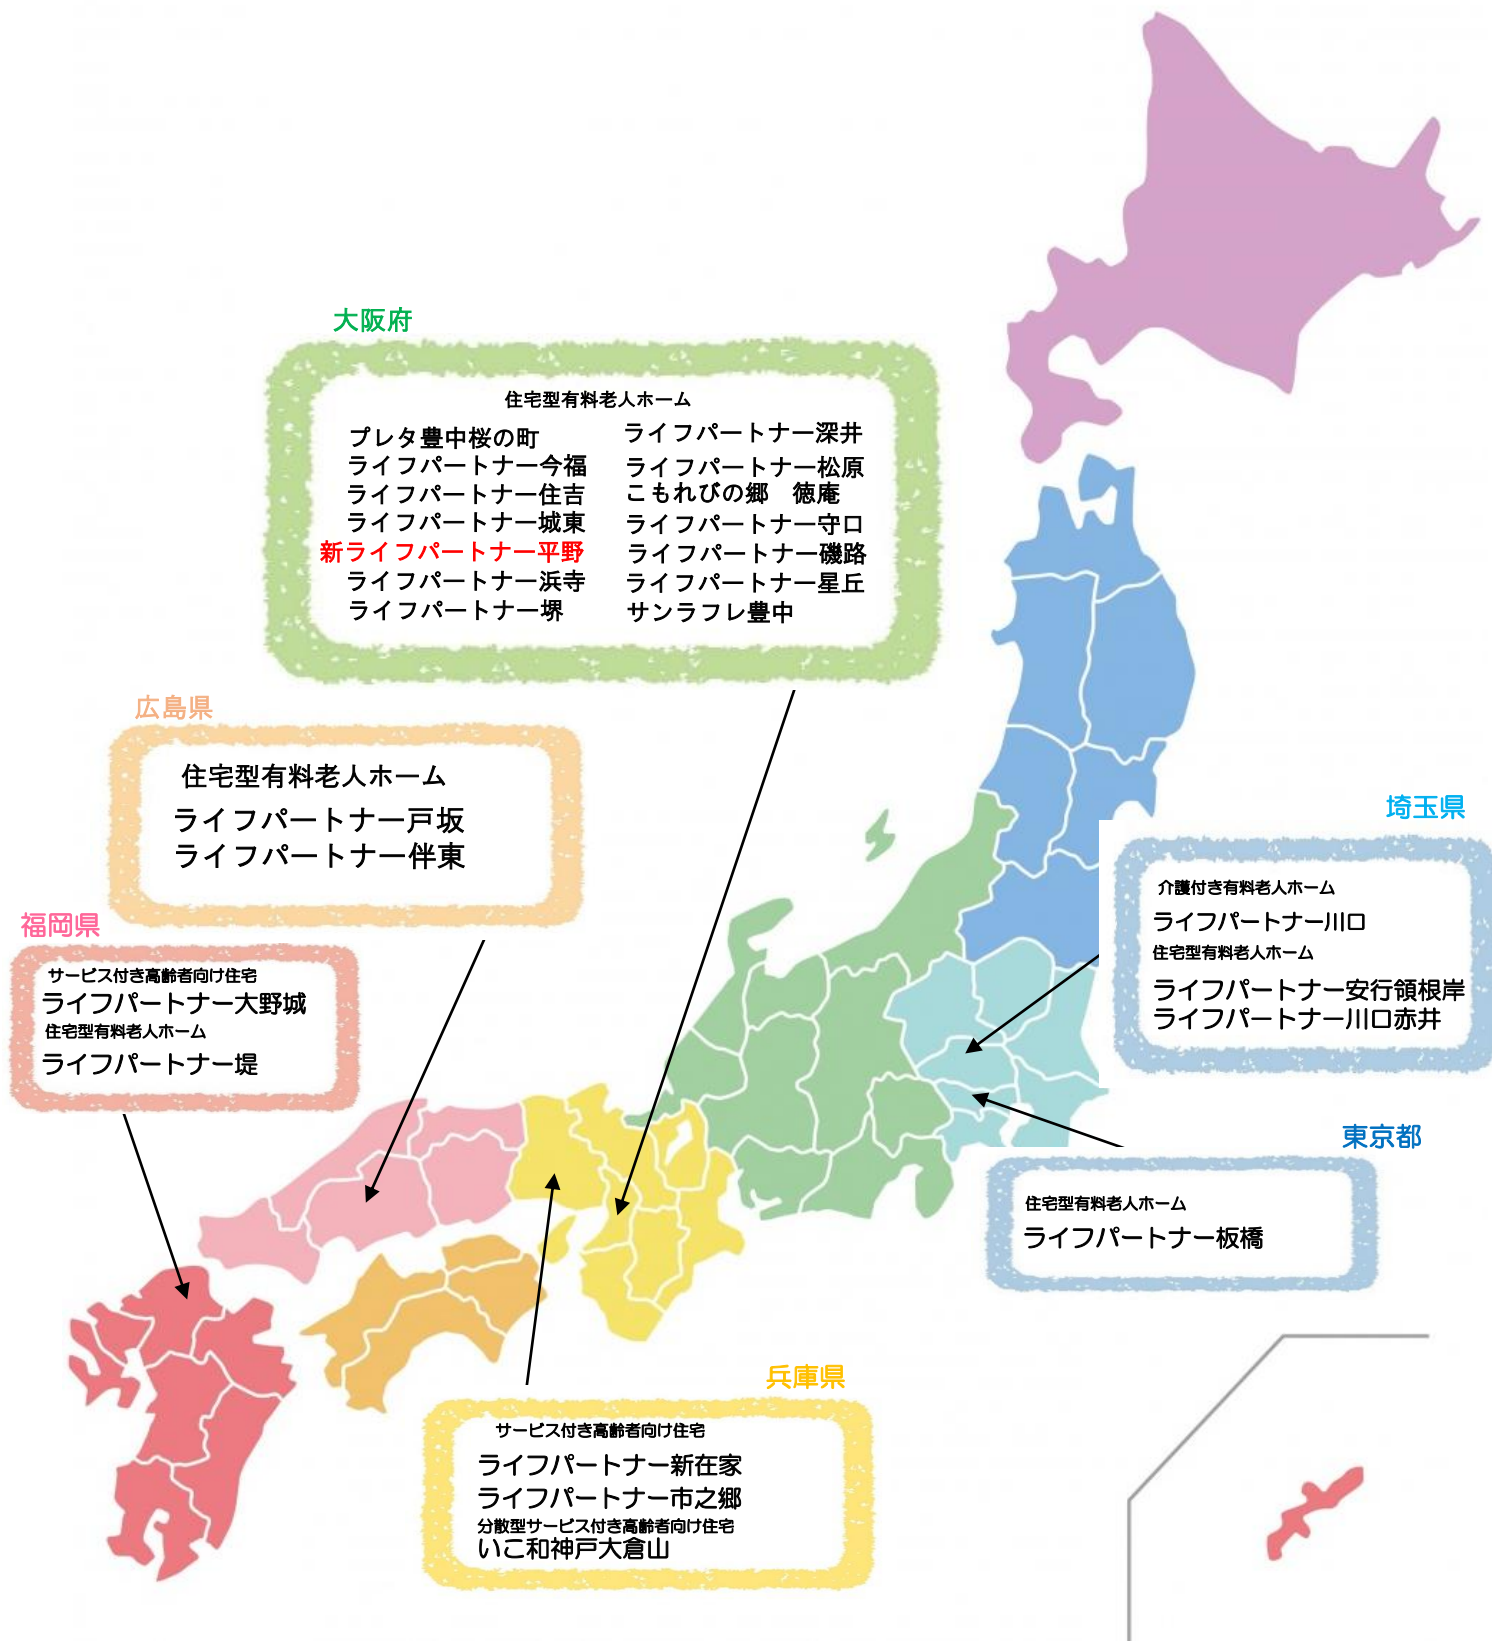 大阪府
住宅型有料老人ホーム
プレタ豊中桜の町
ライフパートナー今福
ライフパートナー住吉
ライフパートナー城東
新ライフパートナー平野
ライフパートナー浜寺
ライフパートナー堺
ライフパートナー深井
ライフパートナー松原
こもれびの郷　徳庵
ライフパートナー守口
ライフパートナー磯路
ライフパートナー星丘
サンラフレ豊中
広島県
住宅型有料老人ホーム
ライフパートナー戸坂
ライフパートナー伴東
埼玉県
介護付き有料老人ホーム
ライフパートナー川口
住宅型有料老人ホーム
ライフパートナー安行領根岸
ライフパートナー川口赤井
福岡県
サービス付き高齢者向け住宅
ライフパートナー大野城
住宅型有料老人ホーム
ライフパートナー堤
東京都
住宅型有料老人ホーム
ライフパートナー板橋
兵庫県
サービス付き高齢者向け住宅
ライフパートナー新在家
ライフパートナー市之郷
分散型サービス付き高齢者向け住宅
いこ和神戸大倉山